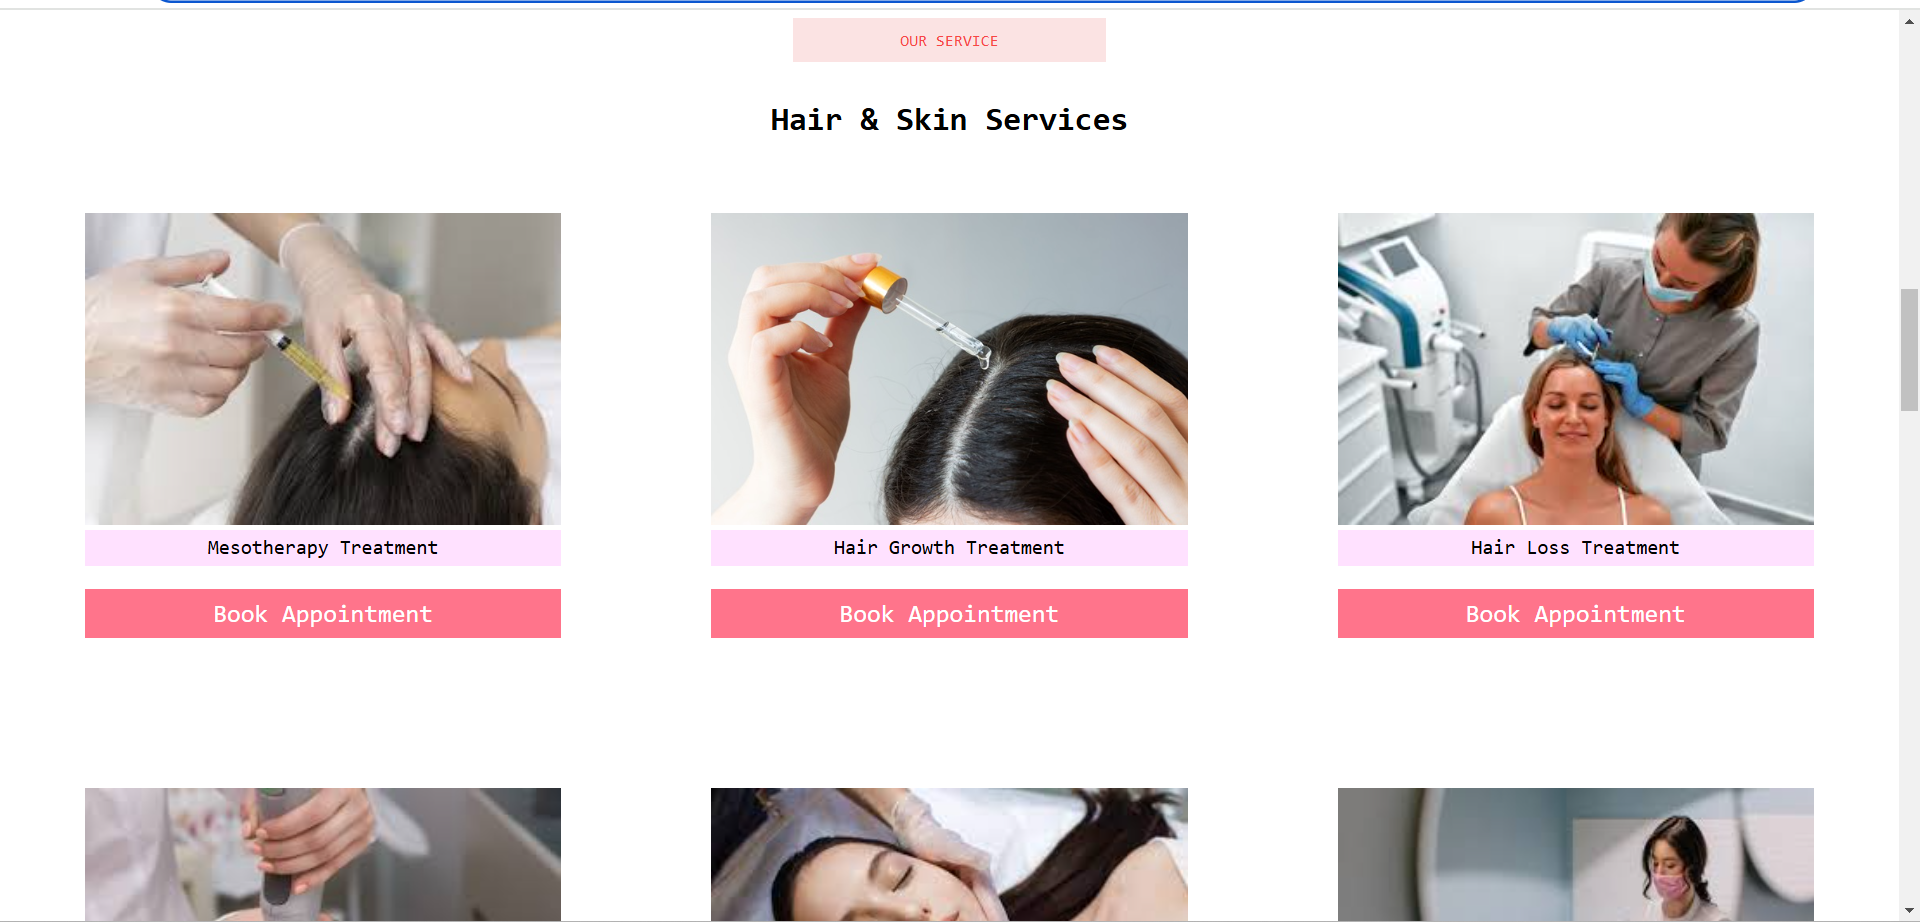 OUR SERVICE
Hair & Skin Services
Mesotherapy Treatment
Hair Growth Treatment
Hair Loss Treatment
Book Appointment
Book Appointment
Book Appointment